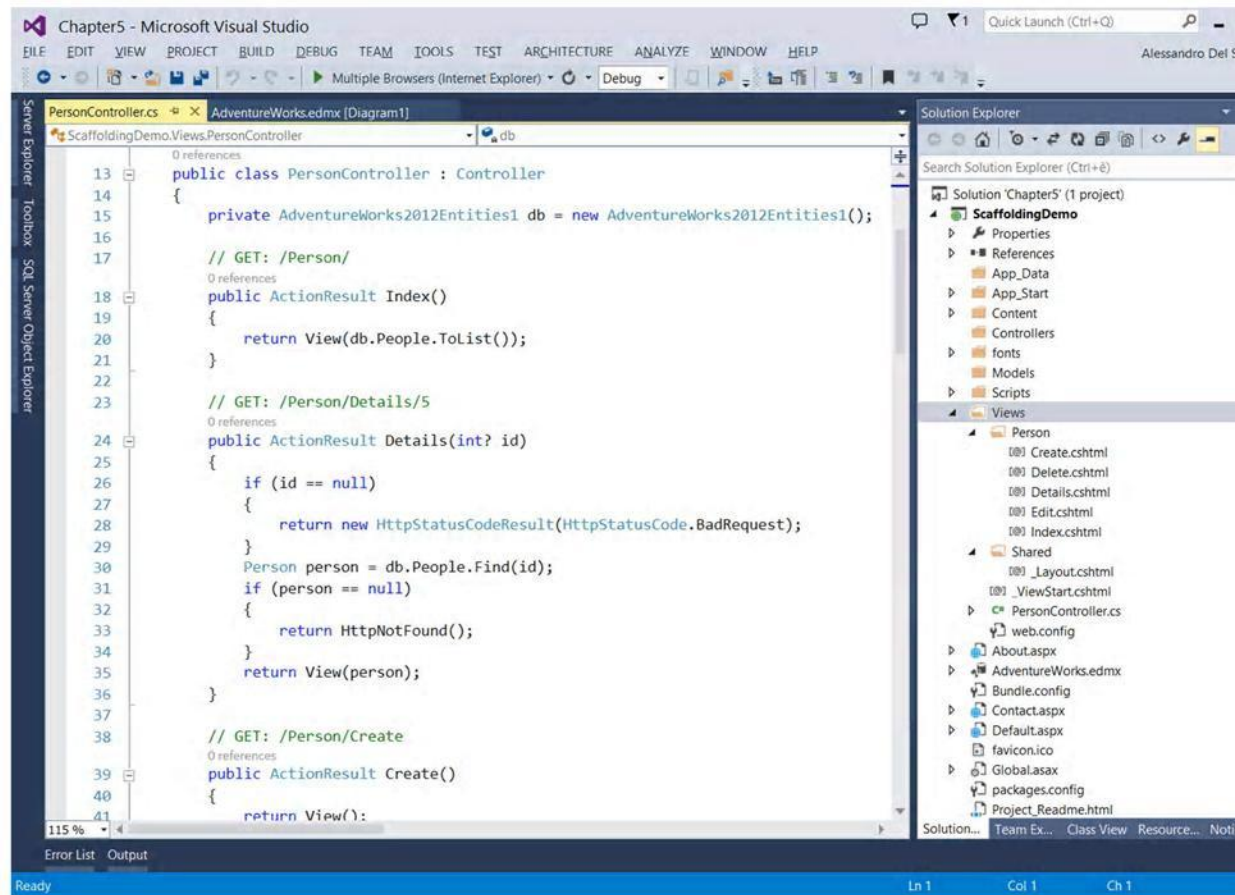 Chapter5 - Microsoft Visual Studio
1
Quick Launch (Ctrl+Q)
FILE EDIT VIEW PROJECT BUILD DEBUG TEAM TOOLS TEST ARCHITECTURE ANALYZE WINDOW HELP
Alessandro Del S
Multiple Browsers (Internet Explorer)
Debug
Server Explorer
Toolbox
SQL Server Object Explorer
PersonController.cs
AdventureWorks.edmx [Diagram1]
ScaffoldingDemo.Views.PersonController
db
0 references
13 public class PersonController : Controller
14 {
15 private AdventureWorks2012Entities1 db = new AdventureWorks2012Entities1();
16
17 // GET: /Person/
0 references
18 public ActionResult Index()
19 {
20 return View(db.People.ToList());
21 }
22
23 // GET: /Person/Details/5
0 references
24 public ActionResult Details(int? id)
25 {
26 if (id == null)
27 {
28 return new HttpStatusCodeResult(HttpStatusCode.BadRequest);
29 }
30 Person person = db.People.Find(id);
31 if (person == null)
32 {
33 return HttpNotFound();
34 }
35 return View(person);
36 }
37
38 // GET: /Person/Create
0 references
39 public ActionResult Create()
40 {
41 return View();
115 %
Solution Explorer
Search Solution Explorer (Ctrl+è)
Solution 'Chapter5' (1 project)
ScaffoldingDemo
Properties
References
App_Data
App_Start
Content
Controllers
fonts
Models
Scripts
Views
Person
Create.cshtml
Delete.cshtml
Details.cshtml
Edit.cshtml
Index.cshtml
Shared
_Layout.cshtml
_ViewStart.cshtml
C# PersonController.cs
web.config
About.aspx
AdventureWorks.edmx
Bundle.config
Contact.aspx
Default.aspx
favicon.ico
Global.asax
packages.config
Project_Readme.html
Solution... Team Ex... Class View Resource... Noti
Error List Output
Ready
Ln 1 Col 1 Ch 1